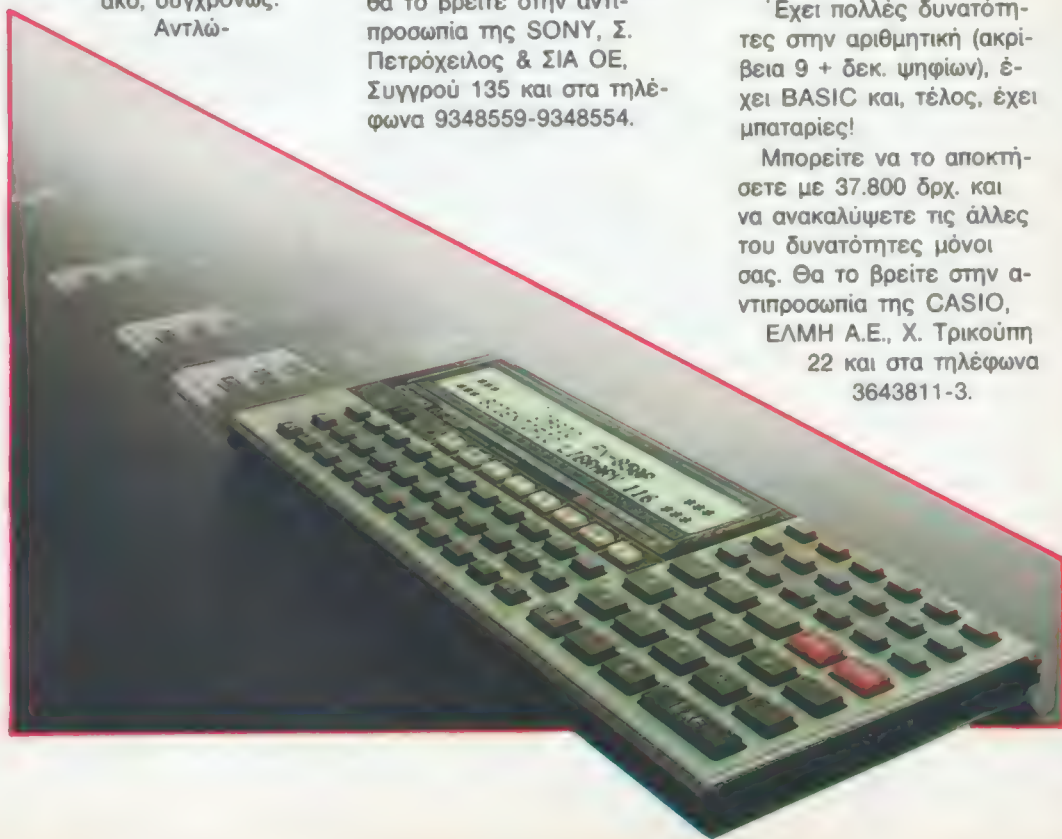 ακό, συγχρόνως.
Αντλώ-
θα το βρείτε στην αντι-
προσωπία της SONY, Σ.
Πετρόχειλος & ΣΙΑ ΟΕ,
Συγγρού 135 και στα τηλέ-
φωνα 9348559-9348554.
Έχει πολλές δυνατότη-
τες στην αριθμητική (ακρί-
βεια 9 + δεκ. ψηφίων), έ-
χει BASIC και, τέλος, έχει
μπαταρίες!
Μπορείτε να το αποκτή-
σετε με 37.800 δρχ. και
να ανακαλύψετε τις άλλες
του δυνατότητες μόνοι
σας. Θα το βρείτε στην α-
ντιπροσωπία της CASIO,
ΕΛΜΗ Α.Ε., Χ. Τρικούπη
22 και στα τηλέφωνα
3643811-3.
***
*** LIBRARY 116 ***
***